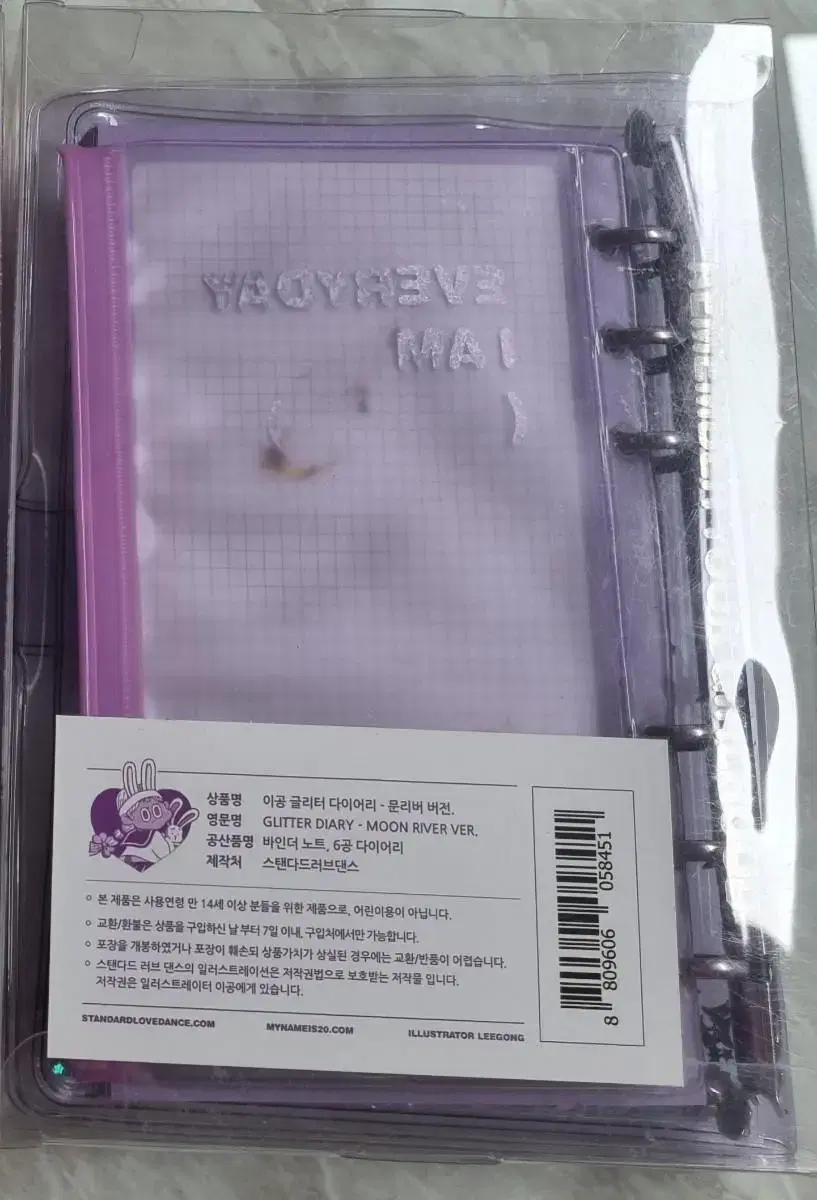 EVERYDAY
I AM
( )
상품명 이공 글리터 다이어리 - 문리버 버전.
영문명 GLITTER DIARY - MOON RIVER VER.
공산품명 바인더 노트, 6공 다이어리
제작처 스탠다드러브댄스
본 제품은 사용연령 만 14세 이상 분들을 위한 제품으로, 어린이용이 아닙니다.
교환/환불은 상품을 구입하신 날 부터 7일 이내, 구입처에서만 가능합니다.
포장을 개봉하였거나 포장이 훼손되 상품가치가 상실된 경우에는 교환/반품이 어렵습니다.
스탠다드 러브 댄스의 일러스트레이션은 저작권법으로 보호받는 저작물 입니다.
저작권은 일러스트레이터 이공에게 있습니다.
STANDARDLOVEDANCE.COM MYNAMEIS20.COM ILLUSTRATOR LEEGONG
8 809606 058451